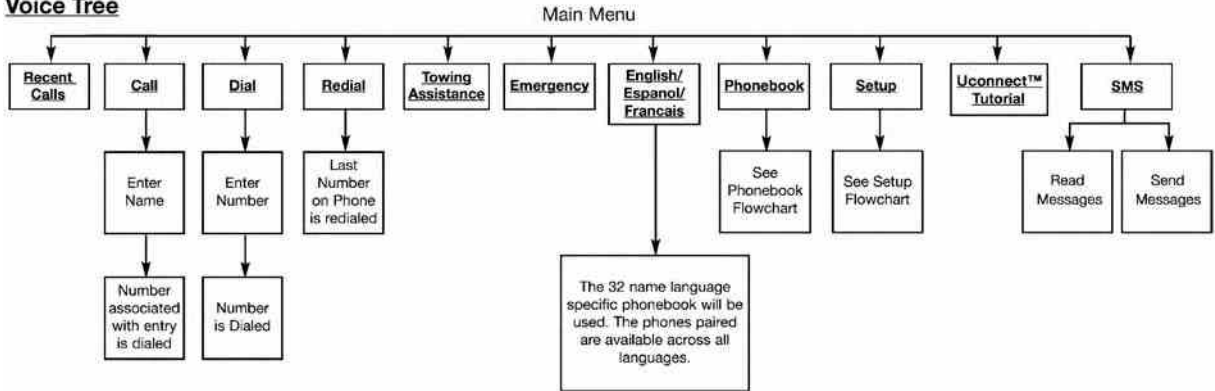 Voice Tree
Main Menu
Recent
Calls
Call
Dial
Redial
Towing
Assistance
Emergency
English/
Espanol/
Francais
Phonebook
Setup
Uconnect™
Tutorial
SMS
Enter
Name
Enter
Number
Last
Number
on Phone
is redialed
See
Phonebook
Flowchart
See Setup
Flowchart
Read
Messages
Send
Messages
Number
associated
with entry
is dialed
Number
is Dialed
The 32 name language
specific phonebook will be
used. The phones paired
are available across all
languages.